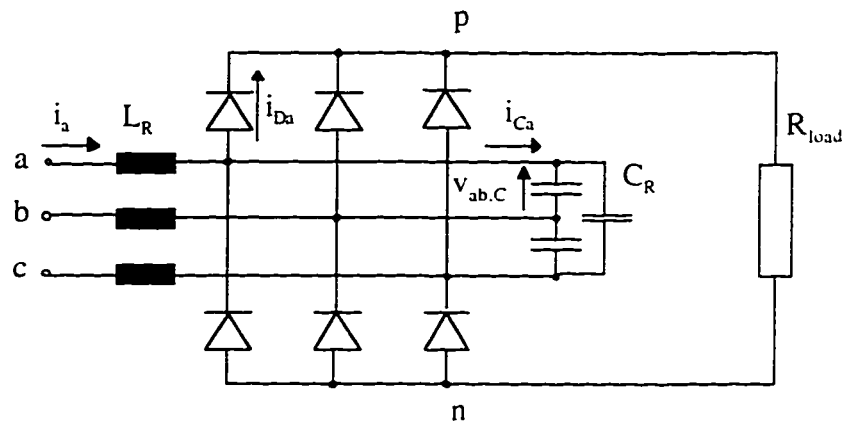 p
i_a
L_R
i_Da
i_Ca
R_load
a
v_ab,C
C_R
b
c
n